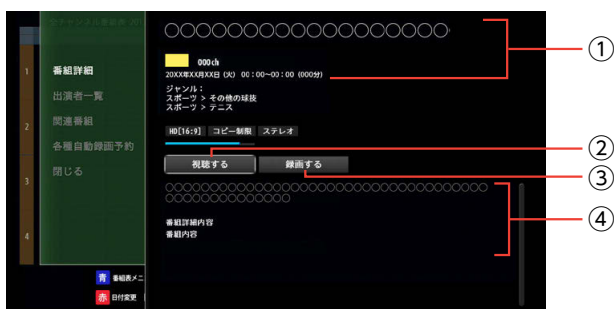 ○○○○○○○○○○○○○○○○○
000ch
20XX年XX月XX日 (火) 00:00~00:00 (000分)
ジャンル:
スポーツ > その他の球技
スポーツ > テニス
HD[16:9] コピー制限 ステレオ
視聴する 録画する
○○○○○○○○○○○○○○○○○○○○○○○○○○○○○○○○○○○○
○○○○○○○○○○○○○○
番組詳細内容
番組内容
1 番組詳細
出演者一覧
2 関連番組
各種自動録画予約
3 閉じる
4
青 番組表メニ
赤 日付変更
①
②
③
④